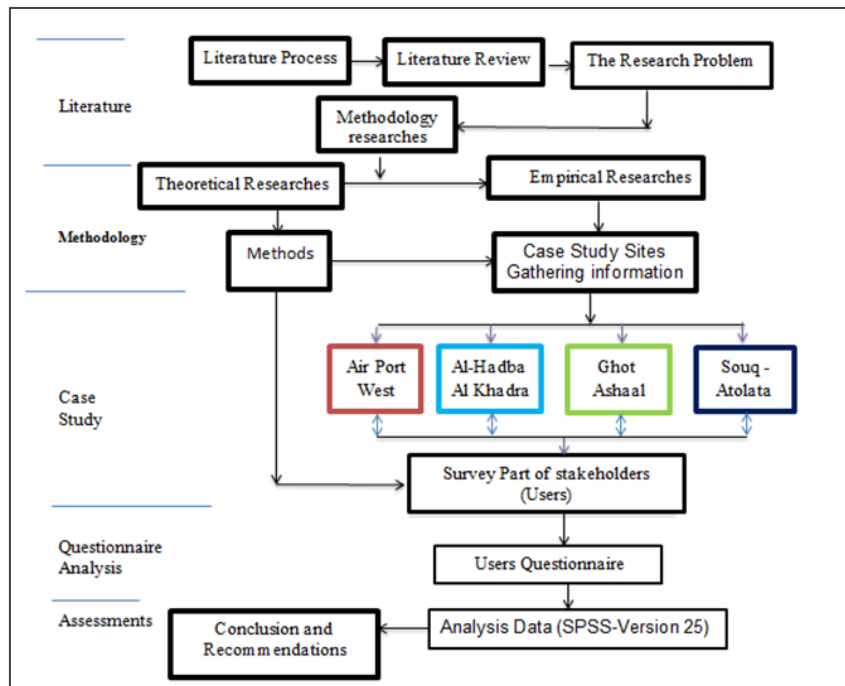 Literature Process
Literature Review
The Research Problem
Literature
Methodology
researches
Theoretical Researches
Empirical Researches
Methodology
Methods
Case Study Sites
Gathering information
Case
Study
Air Port
West
Al-Hadba
Al Khadra
Ghot
Ashaal
Souq -
Atolata
Survey Part of stakeholders
(Users)
Questionnaire
Analysis
Users Questionnaire
Assessments
Conclusion and
Recommendations
Analysis Data (SPSS-Version 25)